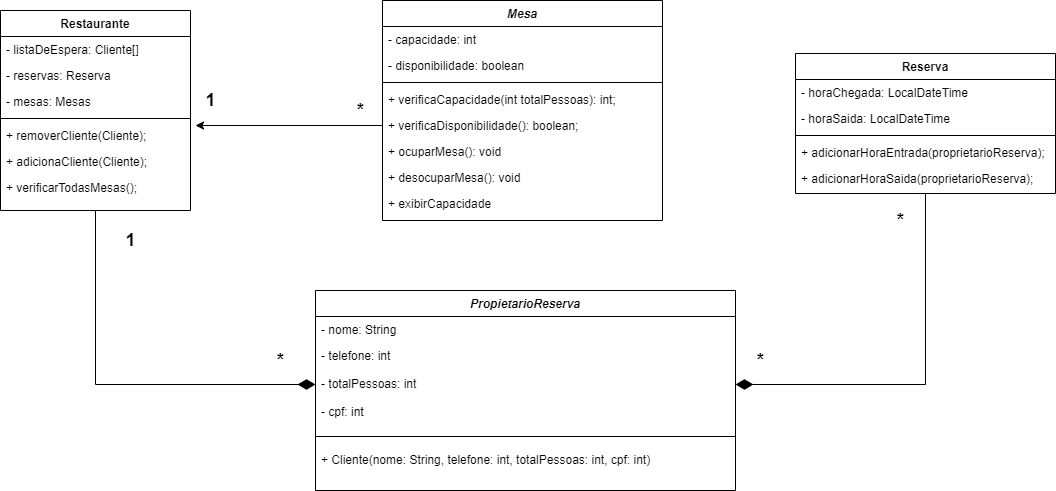 Restaurante
- listaDeEspera: Cliente[]
- reservas: Reserva
- mesas: Mesas
+ removerCliente(Cliente);
+ adicionaCliente(Cliente);
+ verificarTodasMesas();
1
*
Mesa
- capacidade: int
- disponibilidade: boolean
+ verificaCapacidade(int totalPessoas): int;
+ verificaDisponibilidade(): boolean;
+ ocuparMesa(): void
+ desocuparMesa(): void
+ exibirCapacidade
Reserva
- horaChegada: LocalDateTime
- horaSaida: LocalDateTime
+ adicionarHoraEntrada(proprietarioReserva);
+ adicionarHoraSaida(proprietarioReserva);
1
*
*
*
PropietarioReserva
- nome: String
- telefone: int
- totalPessoas: int
- cpf: int
+ Cliente(nome: String, telefone: int, totalPessoas: int, cpf: int)